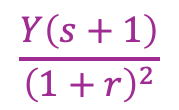 Y(s + 1)
(1 + r)²